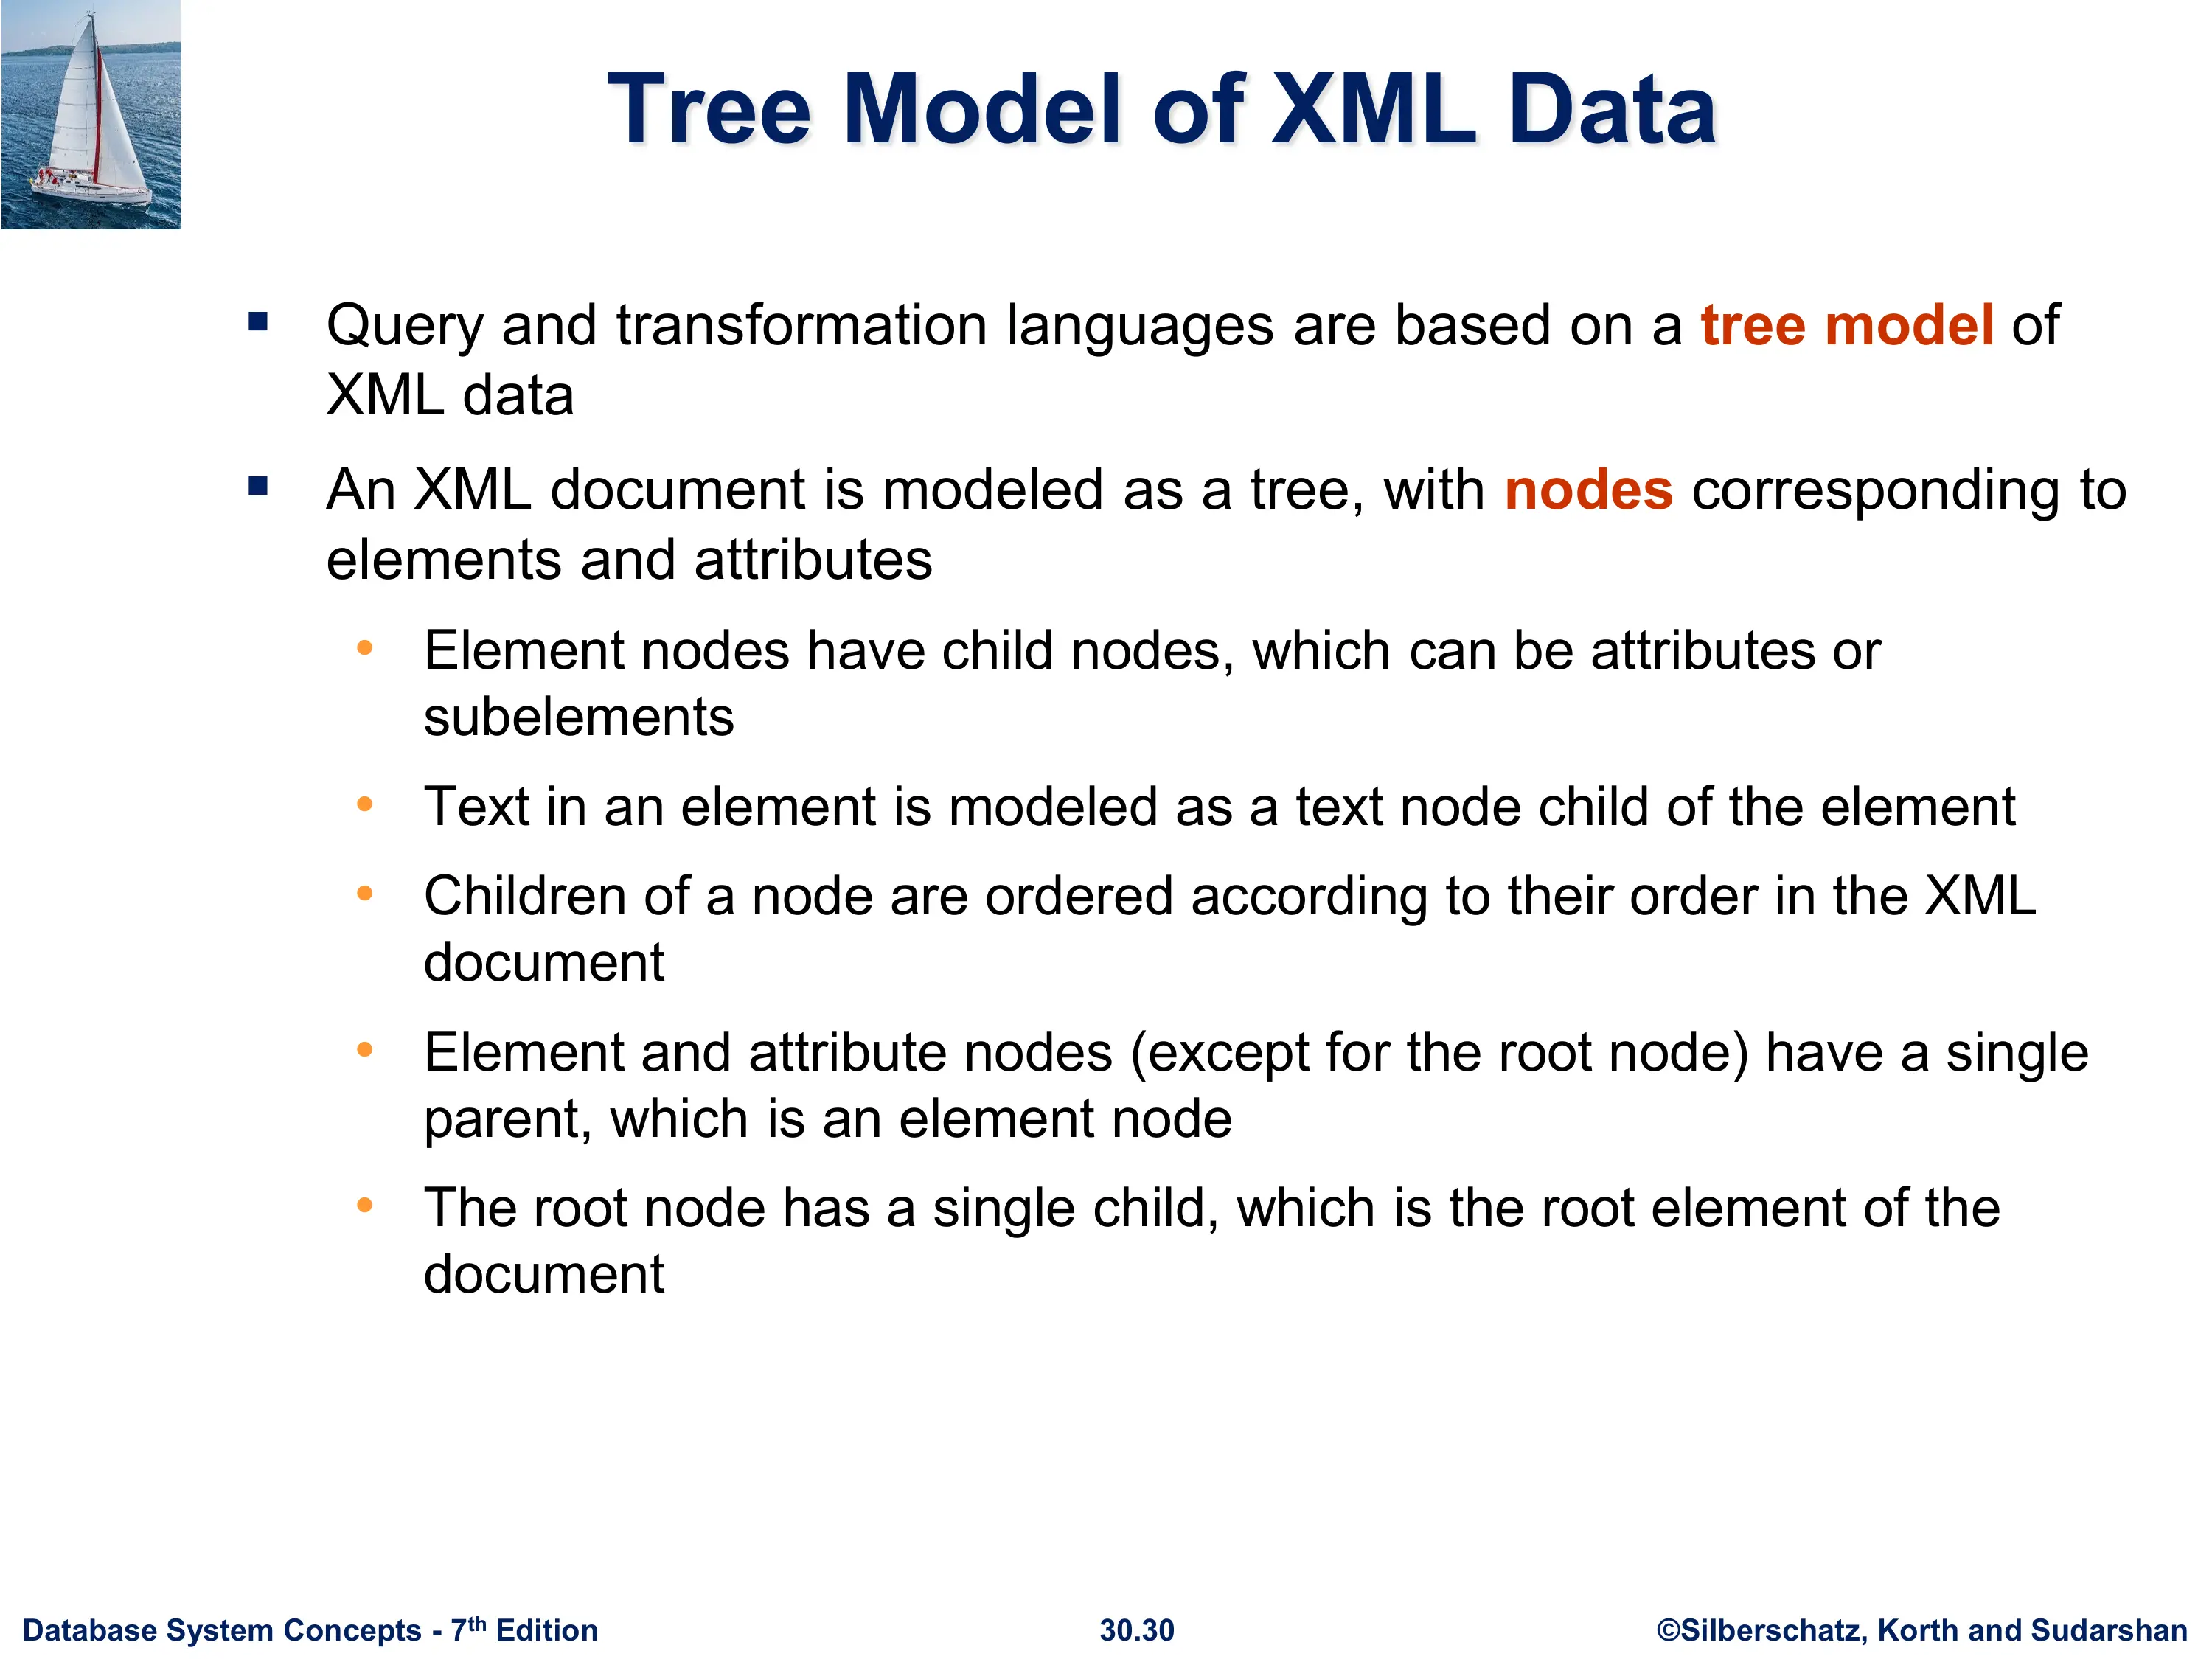 Tree Model of XML Data
▪ Query and transformation languages are based on a tree model of
XML data
▪ An XML document is modeled as a tree, with nodes corresponding to
elements and attributes
• Element nodes have child nodes, which can be attributes or
subelements
• Text in an element is modeled as a text node child of the element
• Children of a node are ordered according to their order in the XML
document
• Element and attribute nodes (except for the root node) have a single
parent, which is an element node
• The root node has a single child, which is the root element of the
document
Database System Concepts - 7th Edition
30.30
©Silberschatz, Korth and Sudarshan